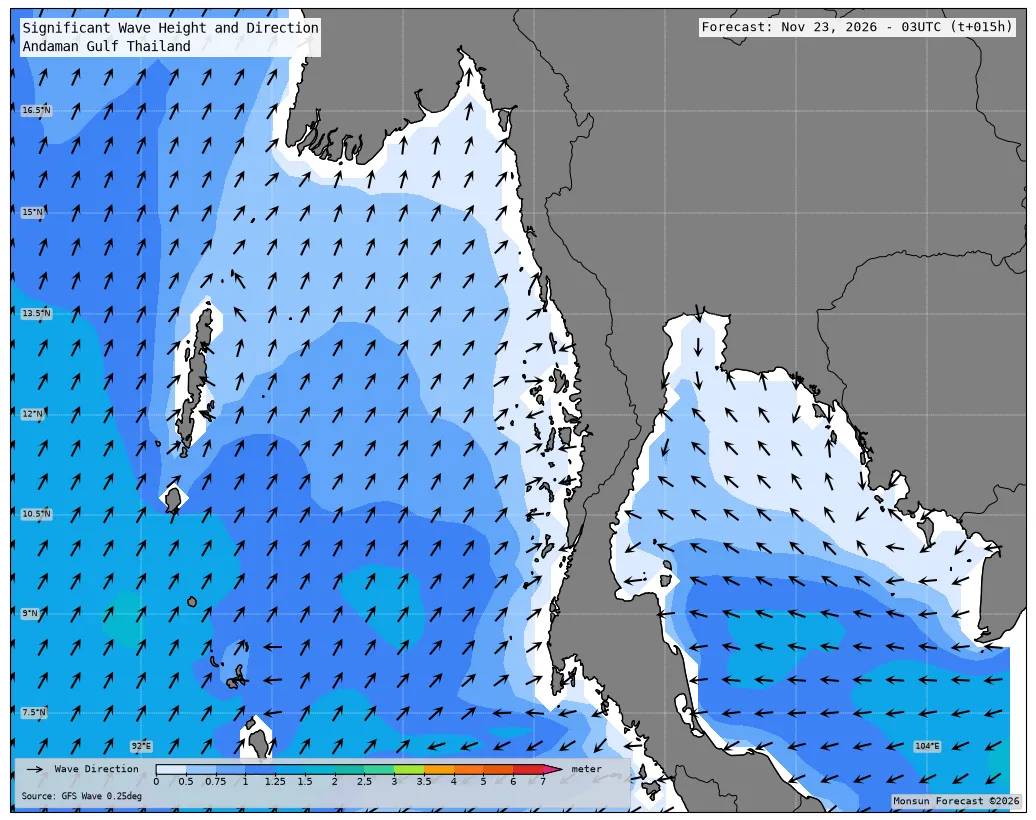 Significant Wave Height and Direction
Andaman Gulf Thailand
Forecast: Nov 23, 2026 - 03UTC (t+015h)
16.5°N
15°N
13.5°N
12°N
10.5°N
9°N
7.5°N
92°E
104°E
Wave Direction
meter
0 0.5 0.75 1 1.25 1.5 2 2.5 3 4 5 6 7
Source: GFS Wave 0.25deg
Monsun Forecast ©2026